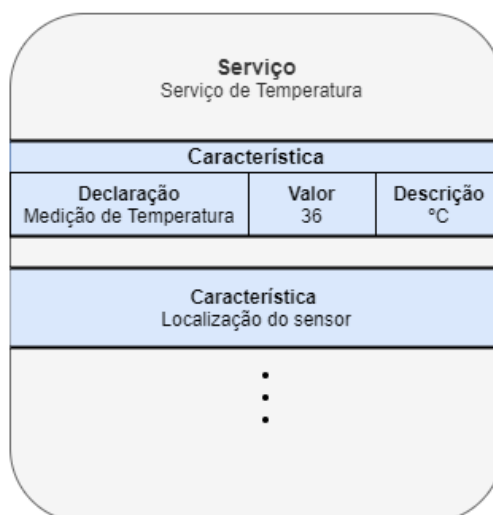 Serviço
Serviço de Temperatura
Característica
Declaração
Medição de Temperatura
Valor
36
Descrição
°C
Característica
Localização do sensor